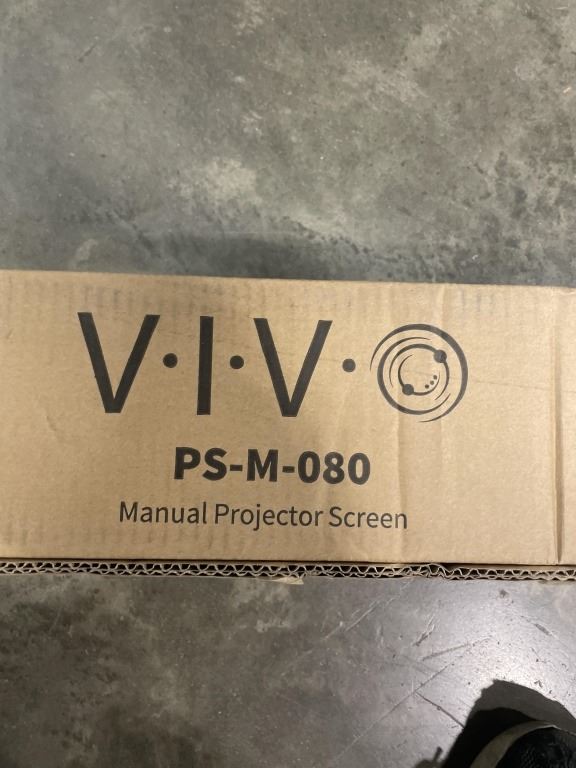 V·I·V·O
PS-M-080
Manual Projector Screen